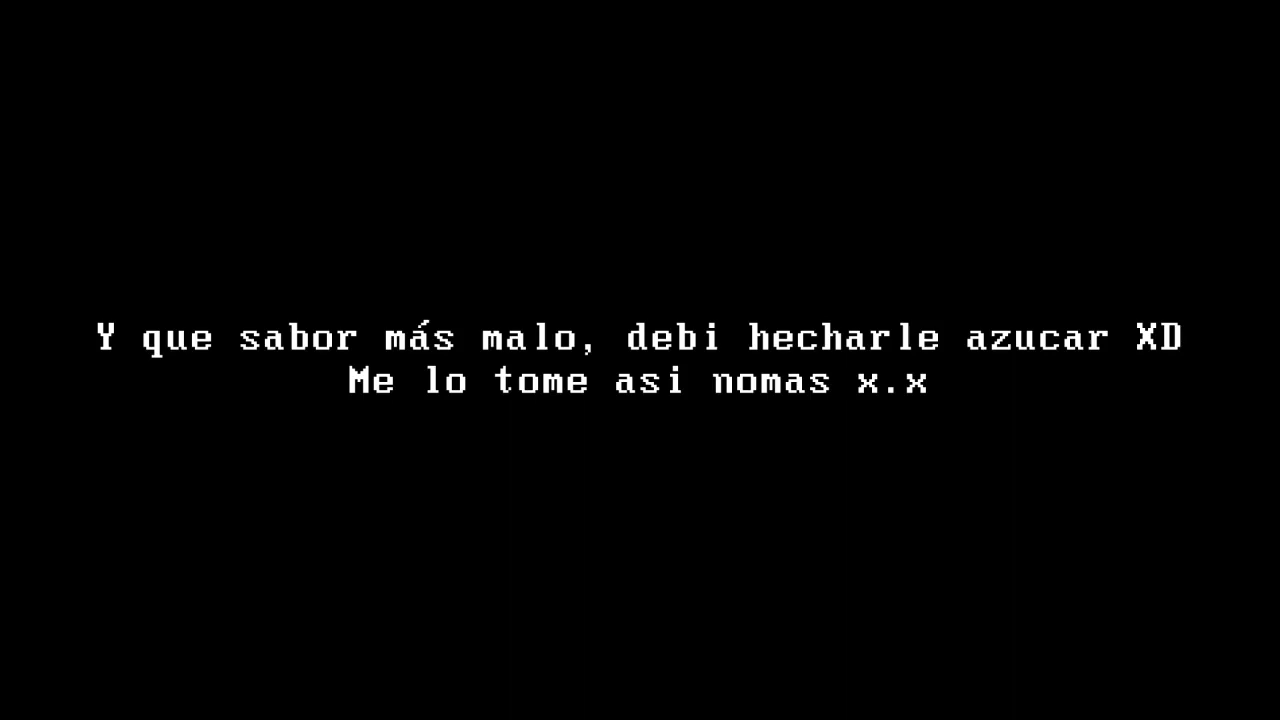 Y que sabor más malo, debi hecharle azucar XD
Me lo tome asi nomas x.x